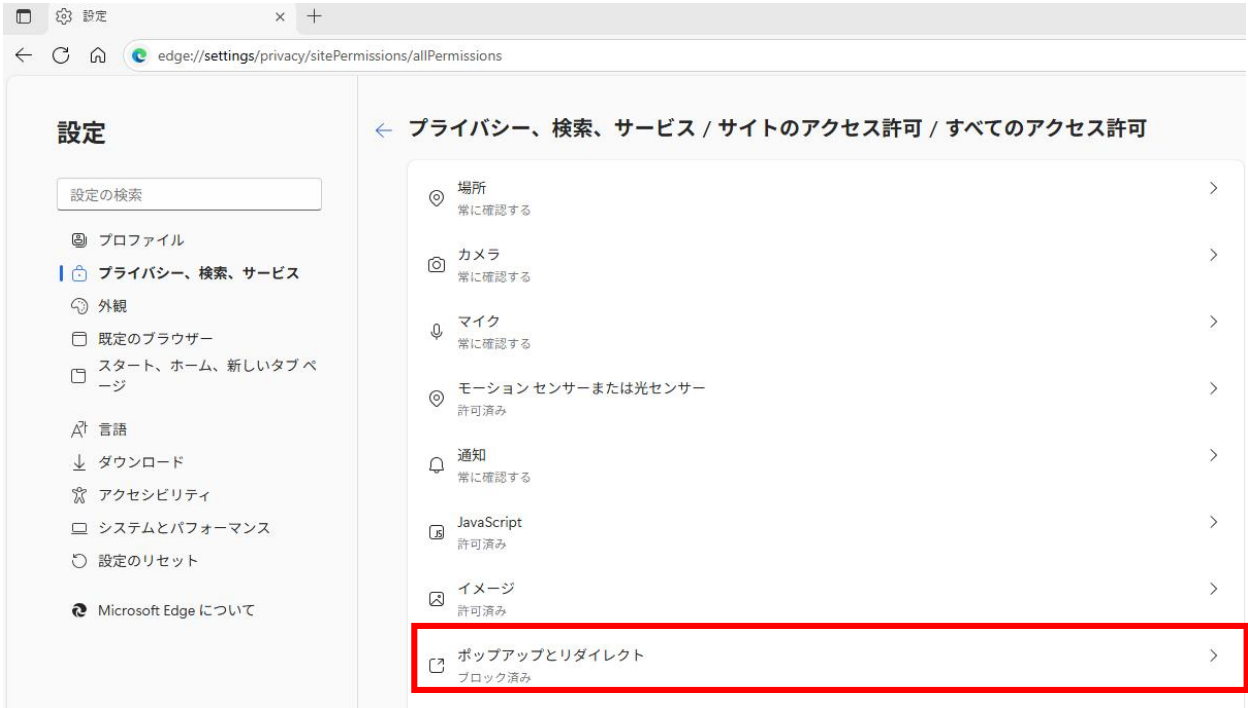 設定
edge://settings/privacy/sitePermissions/allPermissions
設定
設定の検索
プロファイル
プライバシー、検索、サービス
外観
既定のブラウザー
スタート、ホーム、新しいタブ ペ
ージ
言語
ダウンロード
アクセシビリティ
システムとパフォーマンス
設定のリセット
Microsoft Edge について
プライバシー、検索、サービス / サイトのアクセス許可 / すべてのアクセス許可
場所
常に確認する
カメラ
常に確認する
マイク
常に確認する
モーション センサーまたは光センサー
許可済み
通知
常に確認する
JavaScript
許可済み
イメージ
許可済み
ポップアップとリダイレクト
ブロック済み